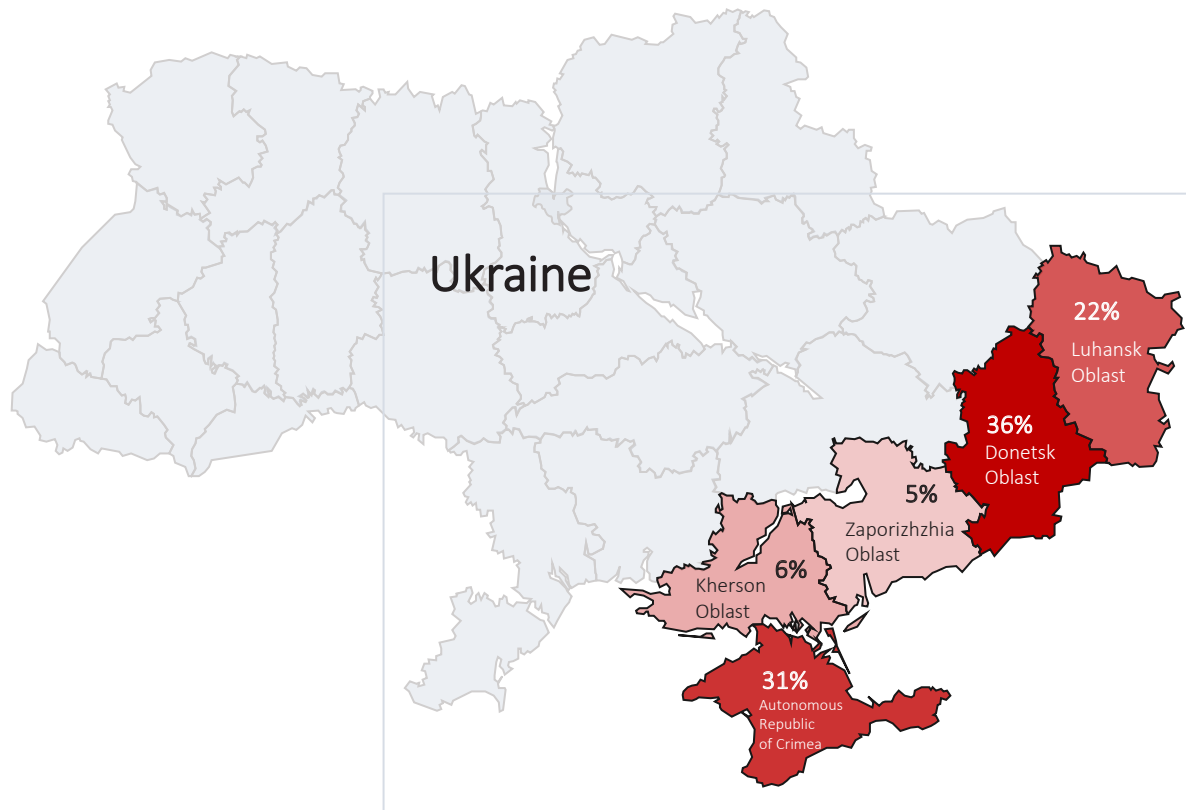 Ukraine
22%
Luhansk
Oblast
36%
Donetsk
Oblast
5%
Zaporizhzhia
Oblast
6%
Kherson
Oblast
31%
Autonomous
Republic
of Crimea